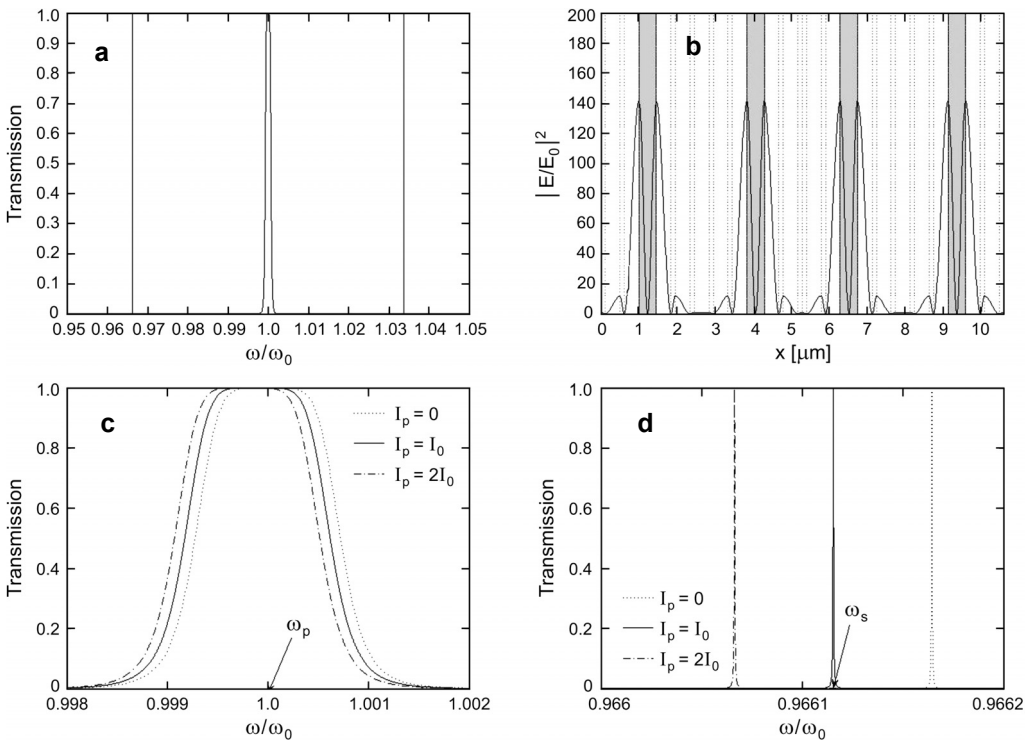 a
Transmission
1.0
0.9
0.8
0.7
0.6
0.5
0.4
0.3
0.2
0.1
0
0.95 0.96 0.97 0.98 0.99 1.0 1.01 1.02 1.03 1.04 1.05
ω/ω0
b
|E/E0|2
200
180
160
140
120
100
80
60
40
20
0
0 1 2 3 4 5 6 7 8 9 10
x [μm]
c
Transmission
1.0
0.8
0.6
0.4
0.2
0
Ip = 0
Ip = I0
Ip = 2I0
ωp
0.998 0.999 1.0 1.001 1.002
ω/ω0
d
Transmission
1.0
0.8
0.6
0.4
0.2
0
Ip = 0
Ip = I0
Ip = 2I0
ωs
0.966 0.9661 0.9662
ω/ω0